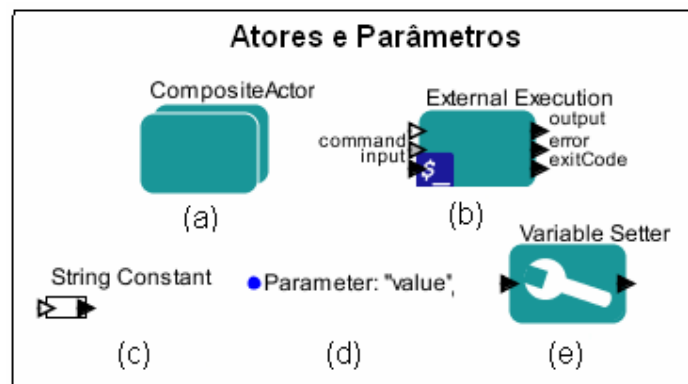 Atores e Parâmetros
CompositeActor
External Execution
output
command
error
input
exitCode
$_
(a)
(b)
Variable Setter
String Constant
Parameter: "value",
(c)
(d)
(e)